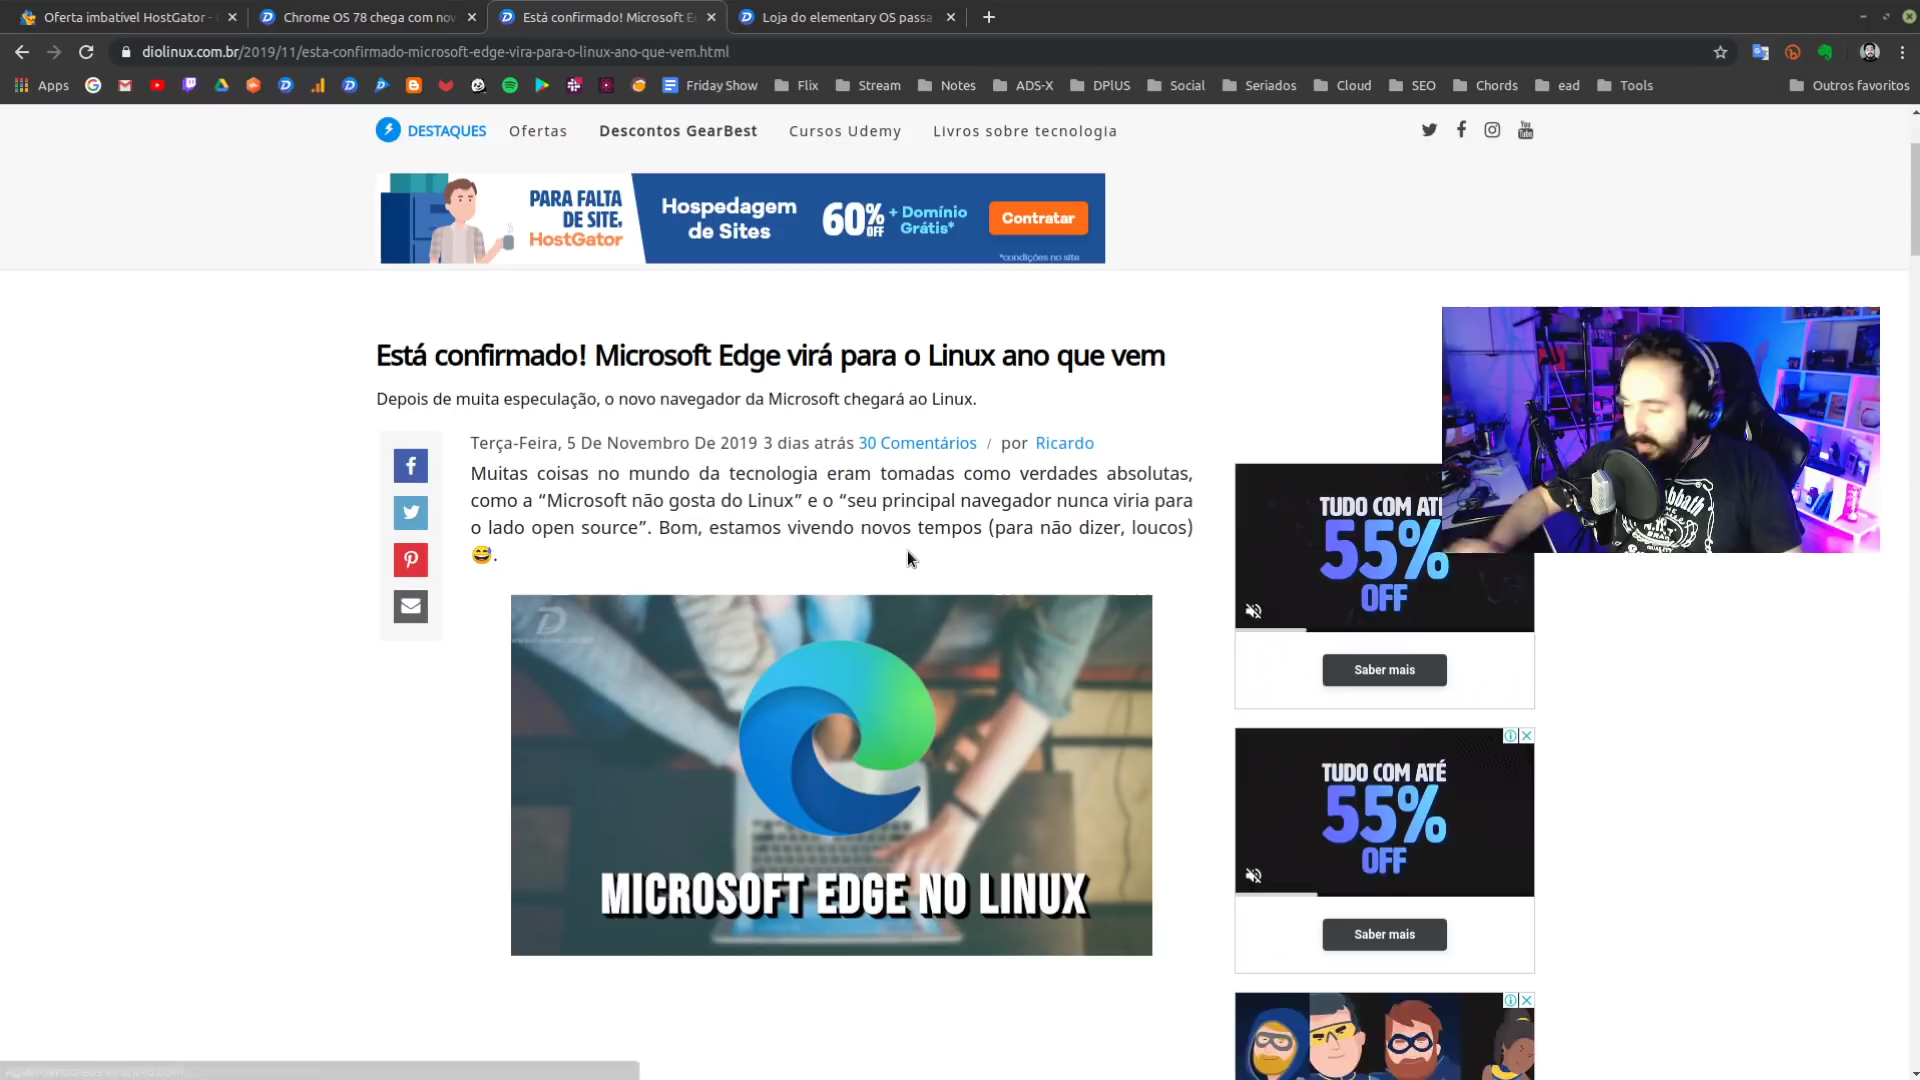 Oferta imbatível HostGator -
Chrome OS 78 chega com nov
Está confirmado! Microsoft E
Loja do elementary OS passa
diolinux.com.br/2019/11/esta-confirmado-microsoft-edge-vira-para-o-linux-ano-que-vem.html
Apps
Friday Show
Flix
Stream
Notes
ADS-X
DPlUS
Social
Seriados
Cloud
SEO
Chords
ead
Tools
Outros favoritos
DESTAQUES
Ofertas
Descontos GearBest
Cursos Udemy
Livros sobre tecnologia
You
Tube
PARA FALTA
DE SITE,
HostGator
Hospedagem
de Sites
60% OFF
+ Domínio
Grátis*
Contratar
*condições no site
Está confirmado! Microsoft Edge virá para o Linux ano que vem
Depois de muita especulação, o novo navegador da Microsoft chegará ao Linux.
Terça-Feira, 5 De Novembro De 2019 3 dias atrás 30 Comentários / por Ricardo
Muitas coisas no mundo da tecnologia eram tomadas como verdades absolutas,
como a “Microsoft não gosta do Linux” e o “seu principal navegador nunca viria para
o lado open source”. Bom, estamos vivendo novos tempos (para não dizer, loucos)
😅.
MICROSOFT EDGE NO LINUX
TUDO COM ATÉ
55%
OFF
Saber mais
TUDO COM ATÉ
55%
OFF
Saber mais